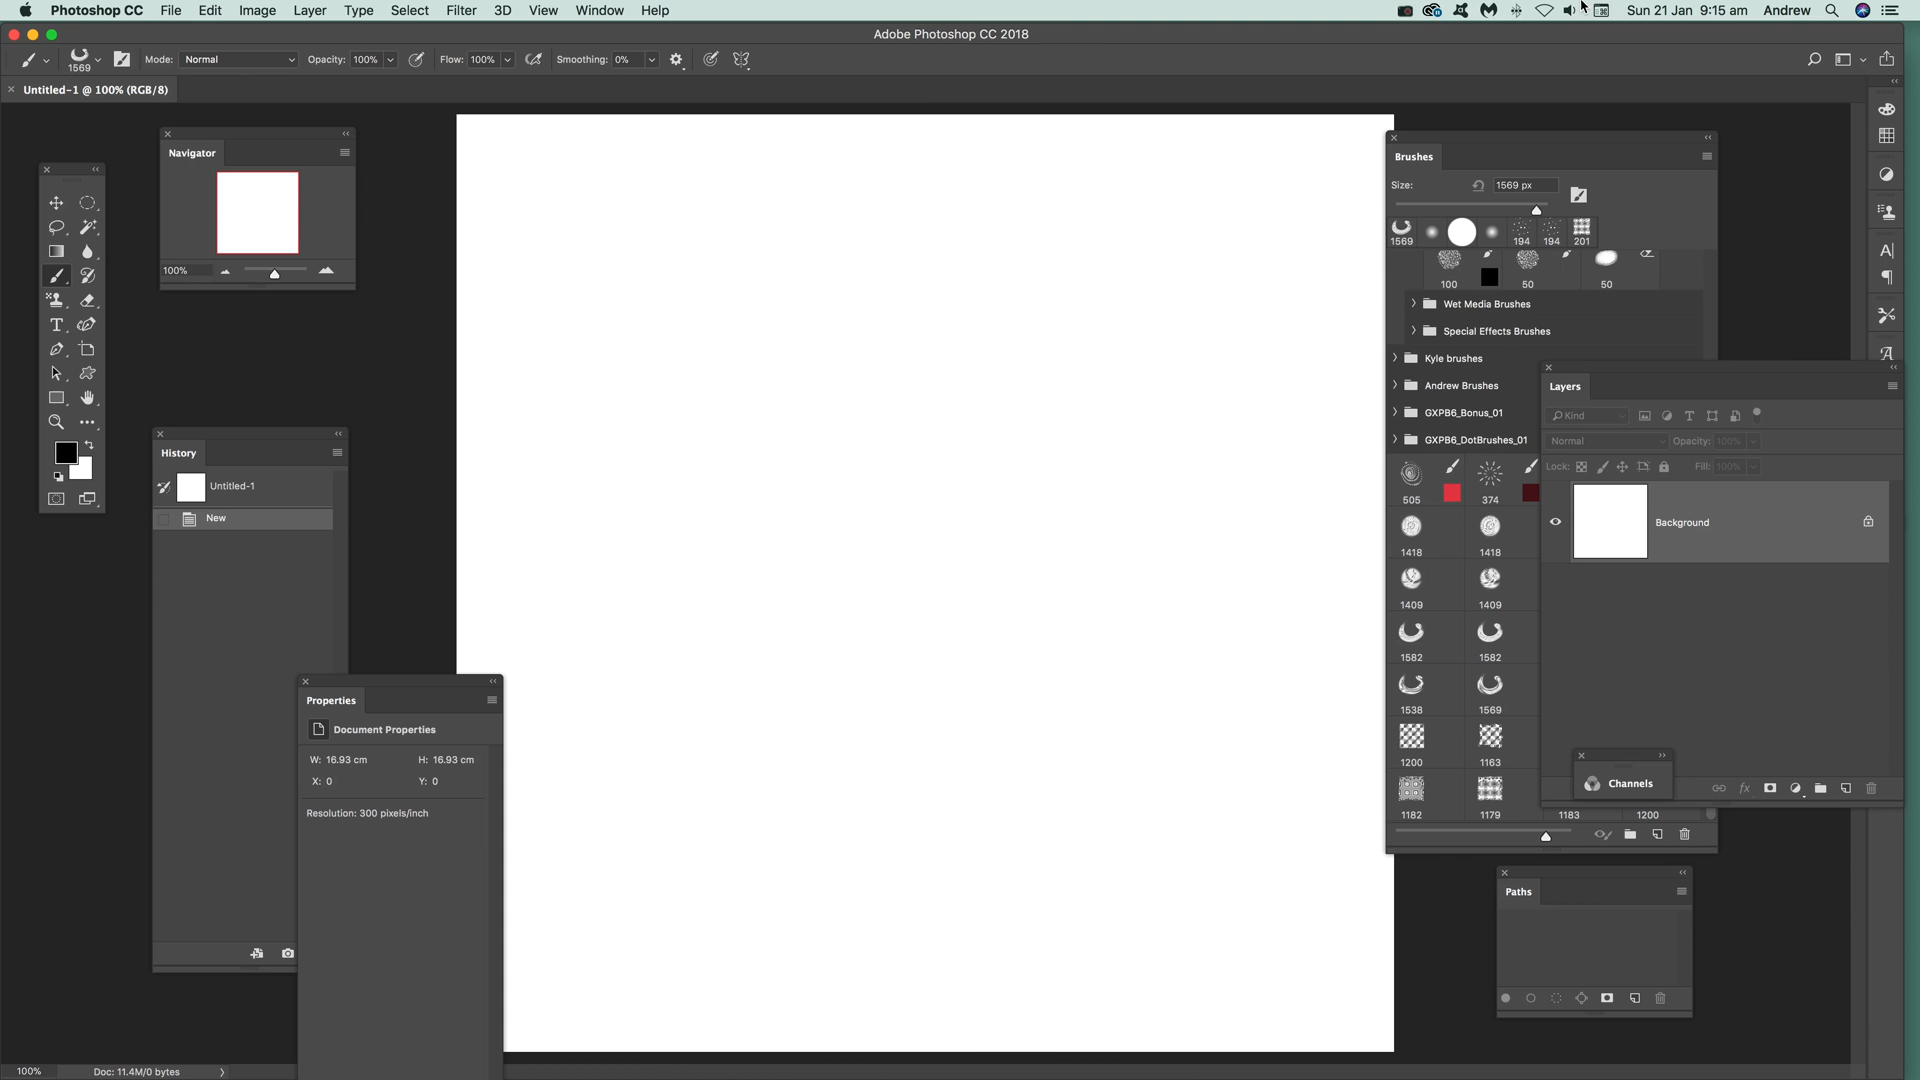 Photoshop CC File Edit Image Layer Type Select Filter 3D View Window Help Sun 21 Jan 9:15 am Andrew
Adobe Photoshop CC 2018
1569 Mode: Normal Opacity: 100% Flow: 100% Smoothing: 0%
Untitled-1 @ 100% (RGB/8)
Navigator
100%
History
Untitled-1
New
Properties
Document Properties
W: 16.93 cm H: 16.93 cm
X: 0 Y: 0
Resolution: 300 pixels/inch
Brushes
Size: 1569 px
1569 194 194 201
100 50 50
Wet Media Brushes
Special Effects Brushes
Kyle brushes
Andrew Brushes
GXPB6_Bonus_01
GXPB6_DotBrushes_01
505 374
1418 1418
1409 1409
1582 1582
1538 1569
1200 1163
1182 1179 1183 1200
Layers
Kind
Normal Opacity: 100%
Lock: Fill: 100%
Background
Channels
Paths
100% Doc: 11.4M/0 bytes